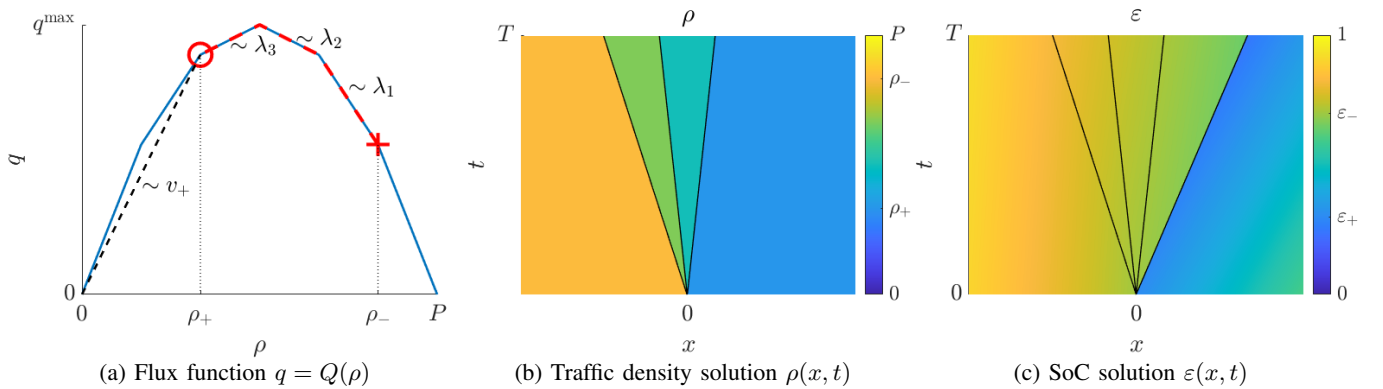 q^max
q
0
0
ρ₊
ρ₋
P
ρ
∼ λ₃
∼ λ₂
∼ λ₁
∼ v₊
(a) Flux function q = Q(ρ)
ρ
T
t
0
x
P
ρ₋
ρ₊
0
(b) Traffic density solution ρ(x, t)
ε
T
0
0
x
1
ε₋
ε₊
0
(c) SoC solution ε(x, t)